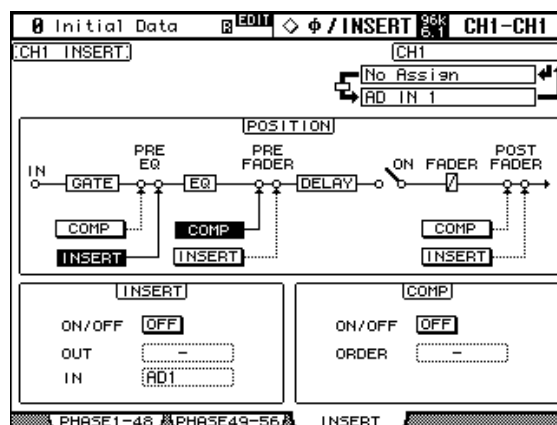 0 Initial Data R EDIT ◇ Φ/INSERT 96k 6.1 CH1-CH1
CH1 INSERT
CH1
No Assign
AD IN 1
POSITION
PRE EQ
PRE FADER
POST FADER
IN GATE EQ DELAY ON FADER
COMP COMP COMP
INSERT INSERT INSERT
INSERT
ON/OFF OFF
OUT -
IN AD1
COMP
ON/OFF OFF
ORDER -
PHASE1-48 PHASE49-56 INSERT